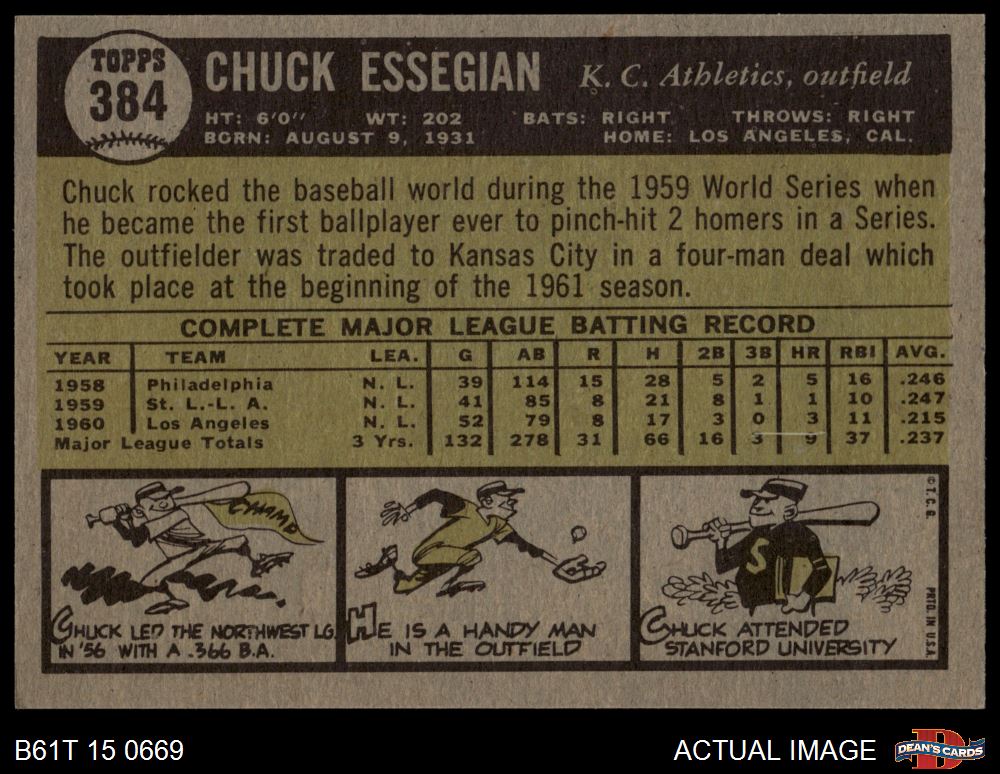 TOPPS
384
CHUCK ESSEGIAN K. C. Athletics, outfield
HT: 6'0" WT: 202 BATS: RIGHT THROWS: RIGHT
BORN: AUGUST 9, 1931 HOME: LOS ANGELES, CAL.
Chuck rocked the baseball world during the 1959 World Series when
he became the first ballplayer ever to pinch-hit 2 homers in a Series.
The outfielder was traded to Kansas City in a four-man deal which
took place at the beginning of the 1961 season.
COMPLETE MAJOR LEAGUE BATTING RECORD
YEAR TEAM LEA. G AB R H 2B 3B HR RBI AVG.
1958 Philadelphia N. L. 39 114 15 28 5 2 5 16 .246
1959 St. L.-L. A. N. L. 41 85 8 21 8 1 1 10 .247
1960 Los Angeles N. L. 52 79 8 17 3 0 3 11 .215
Major League Totals 3 Yrs. 132 278 31 66 16 3 9 37 .237
CHAMP
CHUCK LED THE NORTHWEST LG.
IN '56 WITH A .366 B.A.
HE IS A HANDY MAN
IN THE OUTFIELD
S
CHUCK ATTENDED
STANFORD UNIVERSITY
© T. C. G.
PRTD. IN U.S.A.
B61T 15 0669
ACTUAL IMAGE
D
DEAN'S CARDS